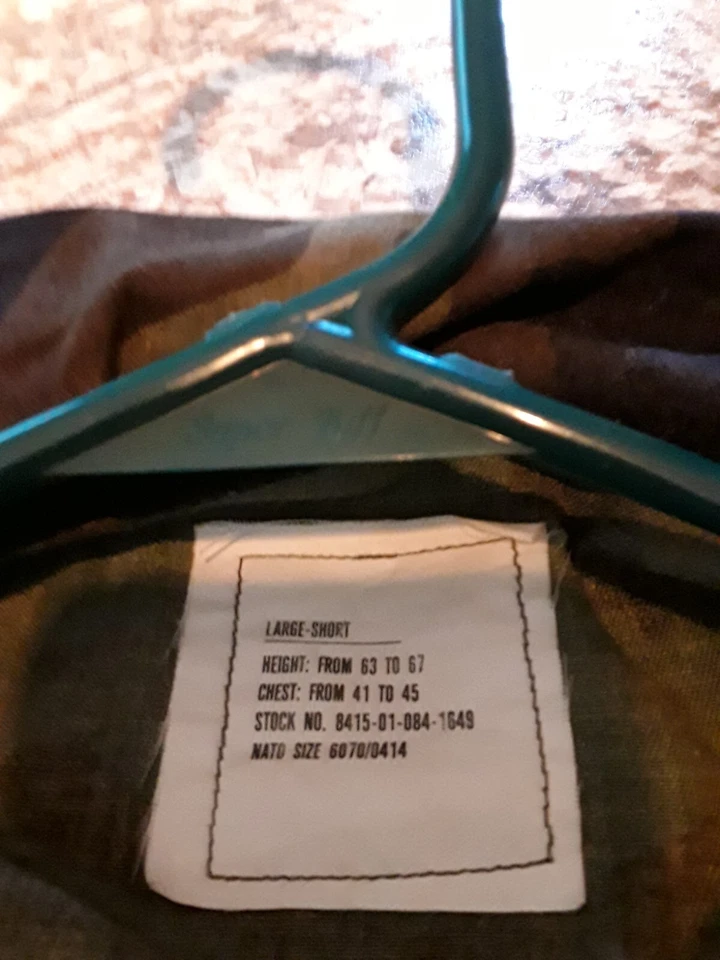 LARGE-SHORT
HEIGHT: FROM 63 TO 67
CHEST: FROM 41 TO 45
STOCK NO. 8415-01-084-1649
NATO SIZE 6070/0414